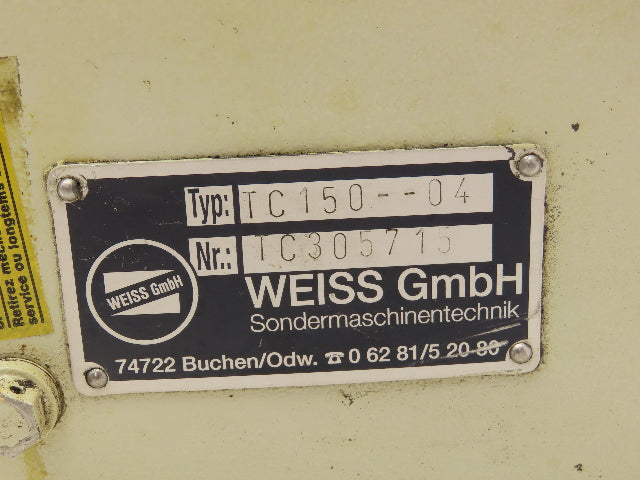 Typ: TC150--04
Nr.: TC305715
WEISS GmbH
WEISS GmbH
Sondermaschinentechnik
74722 Buchen/Odw. ☎ 0 62 81/5 20 80
Retirez
service ou longtems